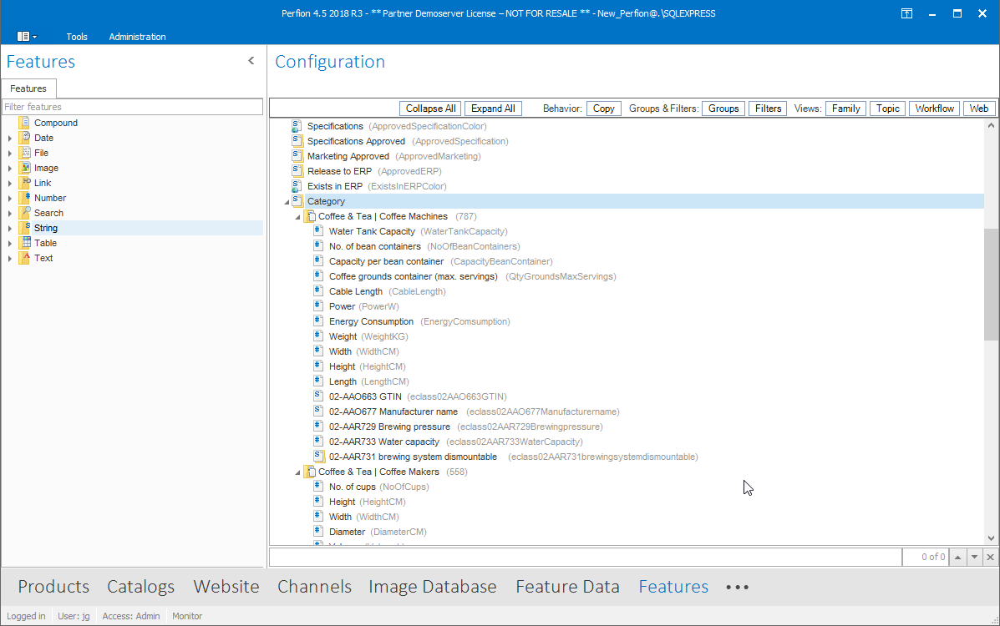 Perfion 4.5 2018 R3 - ** Partner Demoserver License – NOT FOR RESALE ** - New_Perfion@.\SQLEXPRESS
Tools Administration
Features
Features
Filter features
Compound
Date
File
Image
Link
Number
Search
String
Table
Text
Configuration
Collapse All Expand All Behavior: Copy Groups & Filters: Groups Filters Views: Family Topic Workflow Web
Specifications (ApprovedSpecificationColor)
Specifications Approved (ApprovedSpecification)
Marketing Approved (ApprovedMarketing)
Release to ERP (ApprovedERP)
Exists in ERP (ExistsInERPColor)
Category
Coffee & Tea | Coffee Machines (787)
Water Tank Capacity (WaterTankCapacity)
No. of bean containers (NoOfBeanContainers)
Capacity per bean container (CapacityBeanContainer)
Coffee grounds container (max. servings) (QtyGroundsMaxServings)
Cable Length (CableLength)
Power (PowerW)
Energy Consumption (EnergyComsumption)
Weight (WeightKG)
Width (WidthCM)
Height (HeightCM)
Length (LengthCM)
02-AAO663 GTIN (eclass02AAO663GTIN)
02-AAO677 Manufacturer name (eclass02AAO677Manufacturername)
02-AAR729 Brewing pressure (eclass02AAR729Brewingpressure)
02-AAR733 Water capacity (eclass02AAR733WaterCapacity)
02-AAR731 brewing system dismountable (eclass02AAR731brewingsystemdismountable)
Coffee & Tea | Coffee Makers (558)
No. of cups (NoOfCups)
Height (HeightCM)
Width (WidthCM)
Diameter (DiameterCM)
0 of 0
Products Catalogs Website Channels Image Database Feature Data Features •••
Logged in User: jg Access: Admin Monitor